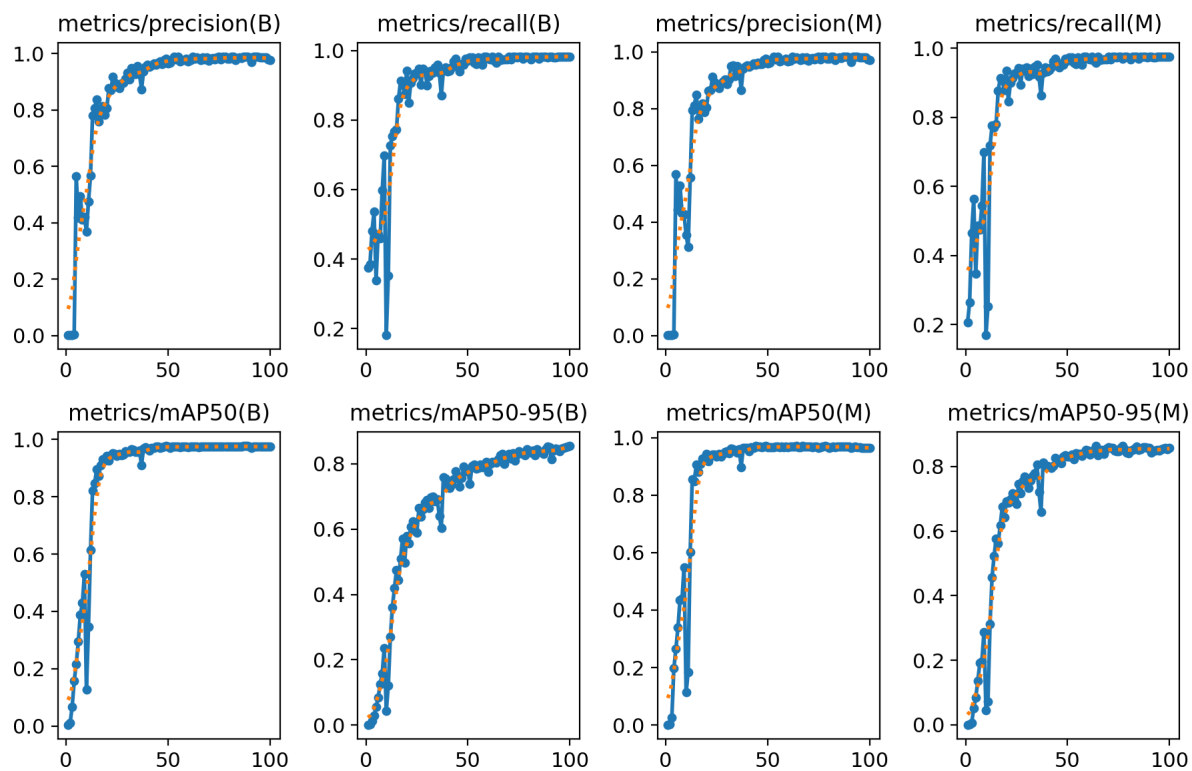 metrics/precision(B) metrics/recall(B) metrics/precision(M) metrics/recall(M)
1.0 1.0 1.0 1.0
0.8 0.8 0.8 0.8
0.6 0.6 0.6 0.6
0.4 0.4 0.4 0.4
0.2 0.2 0.2 0.2
0.0 0.0
0 50 100 0 50 100 0 50 100 0 50 100
metrics/mAP50(B) metrics/mAP50-95(B) metrics/mAP50(M) metrics/mAP50-95(M)
1.0 1.0
0.8 0.8 0.8 0.8
0.6 0.6 0.6 0.6
0.4 0.4 0.4 0.4
0.2 0.2 0.2 0.2
0.0 0.0 0.0 0.0
0 50 100 0 50 100 0 50 100 0 50 100